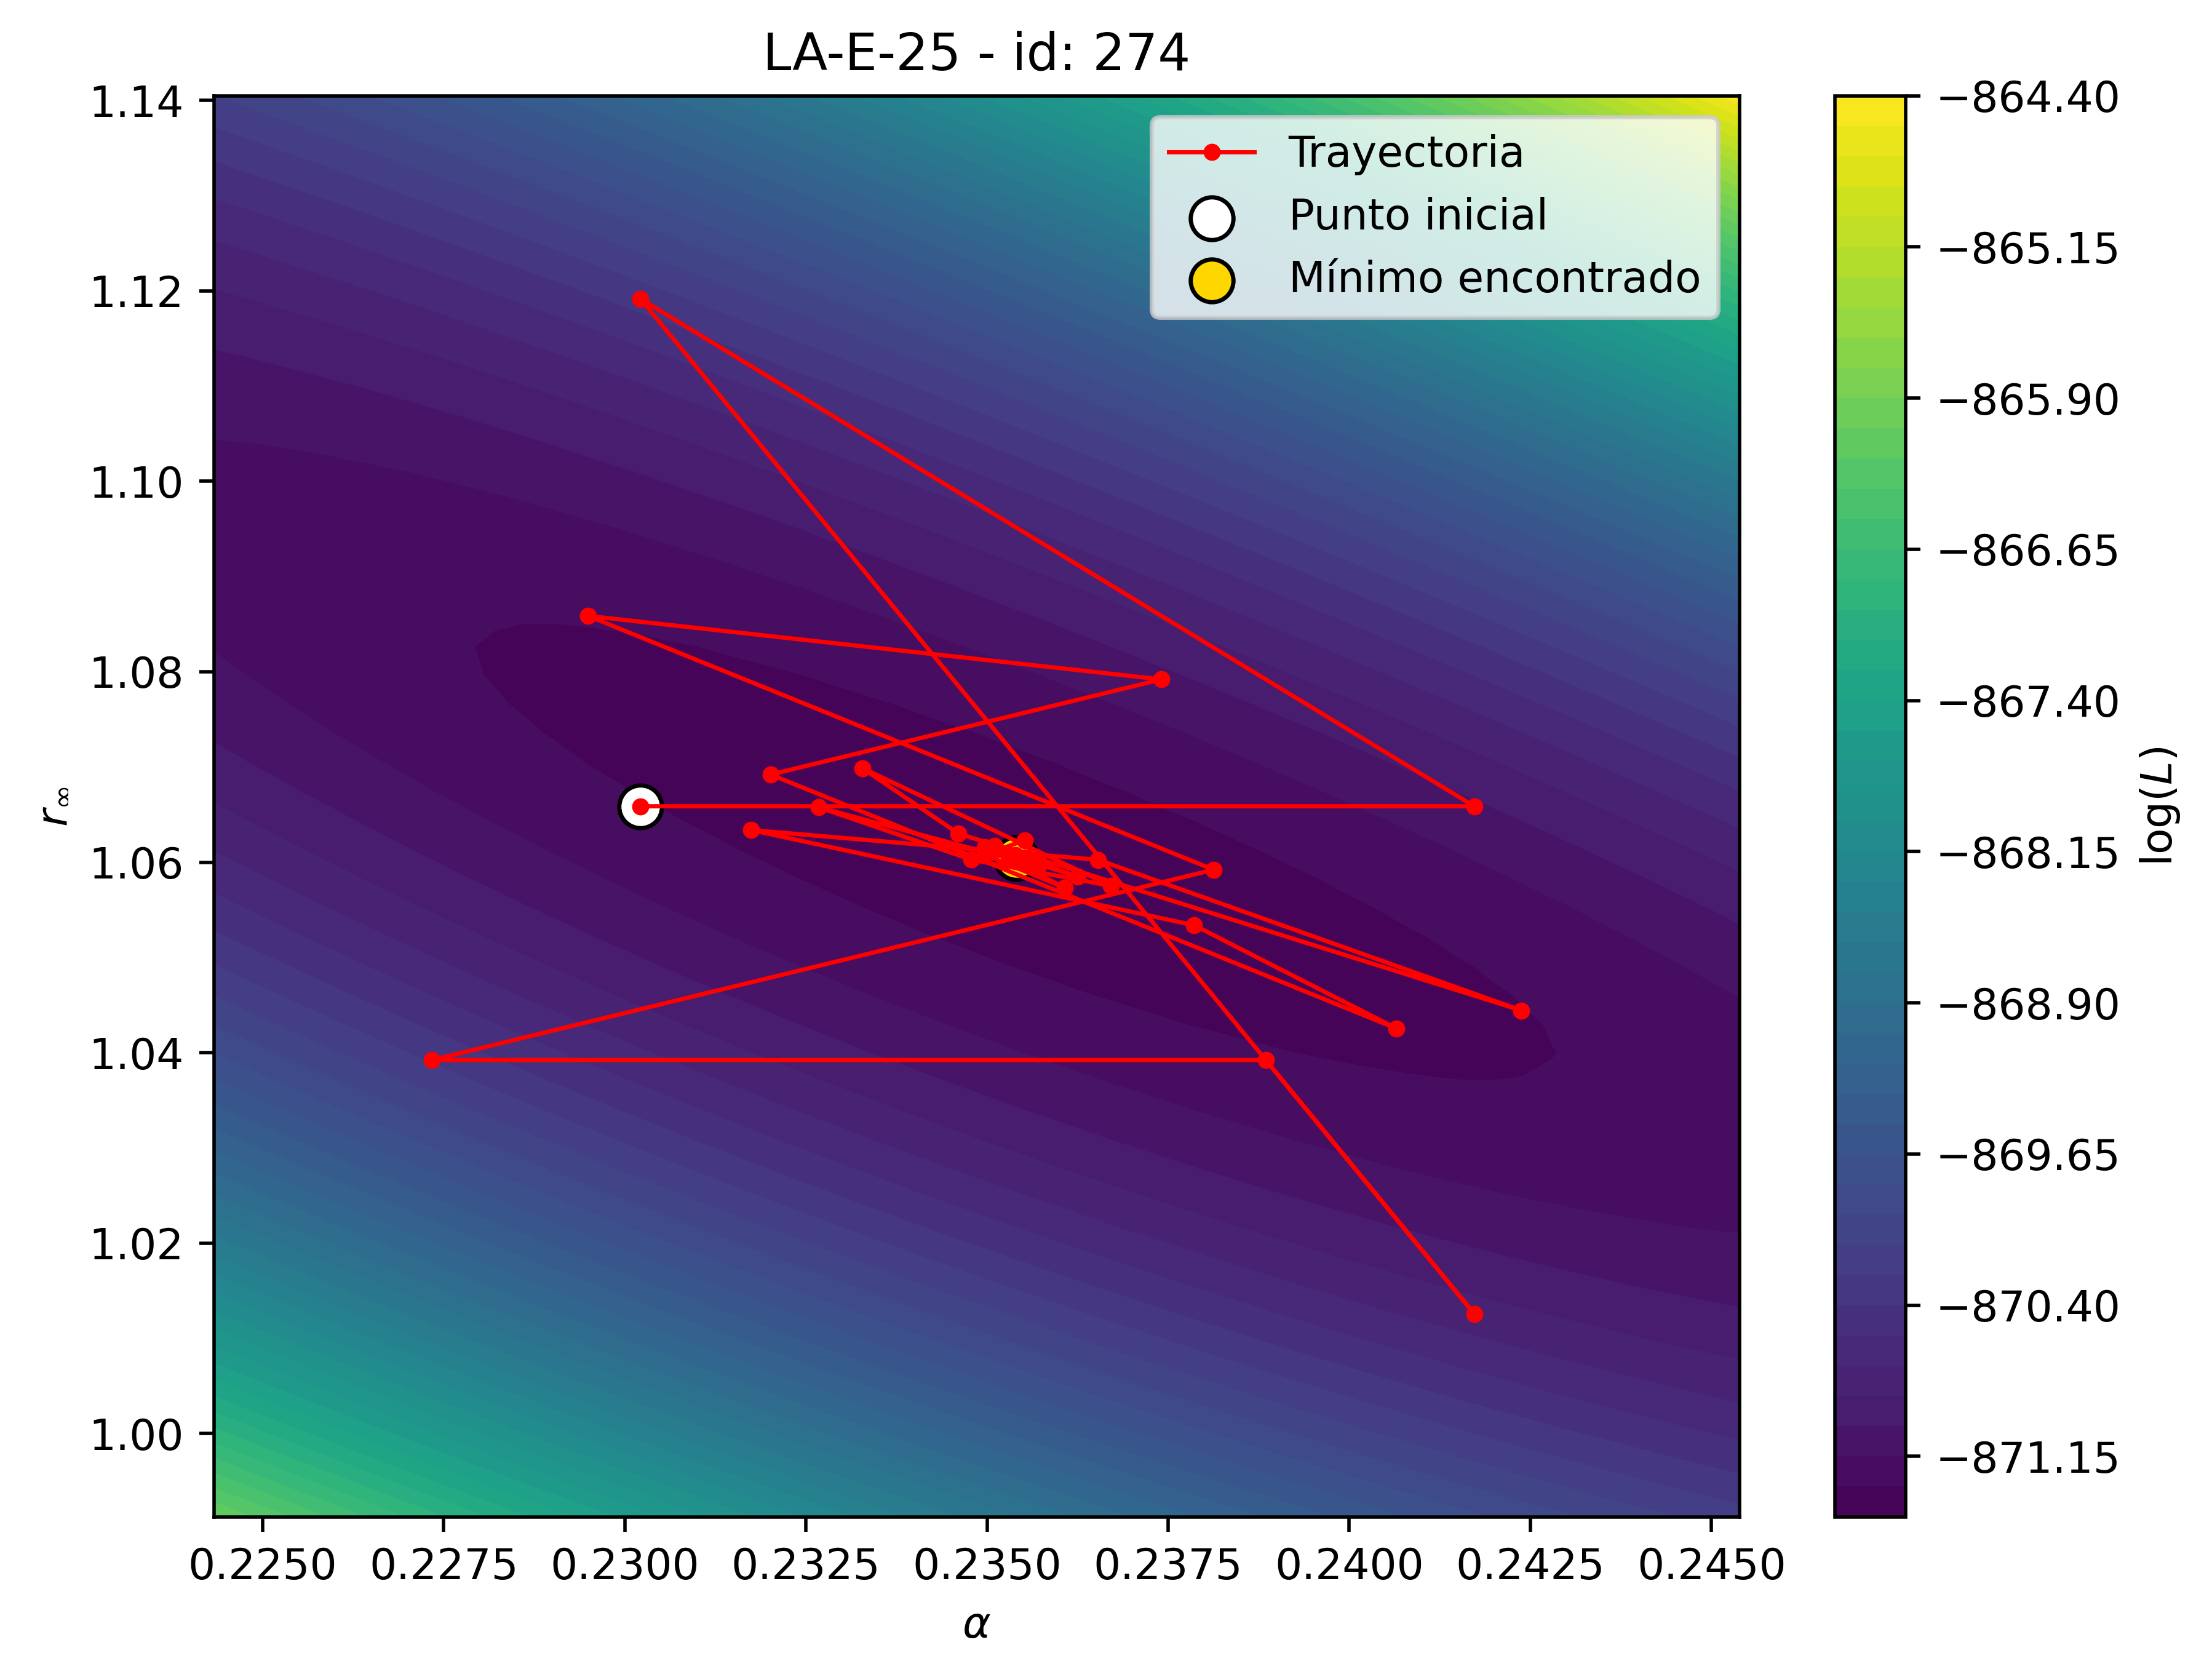 LA-E-25 - id: 274
Trayectoria
Punto inicial
Mínimo encontrado
1.14
1.12
1.10
1.08
1.06
1.04
1.02
1.00
r∞
0.2250 0.2275 0.2300 0.2325 0.2350 0.2375 0.2400 0.2425 0.2450
α
−864.40
−865.15
−865.90
−866.65
−867.40
−868.15
−868.90
−869.65
−870.40
−871.15
log(L)